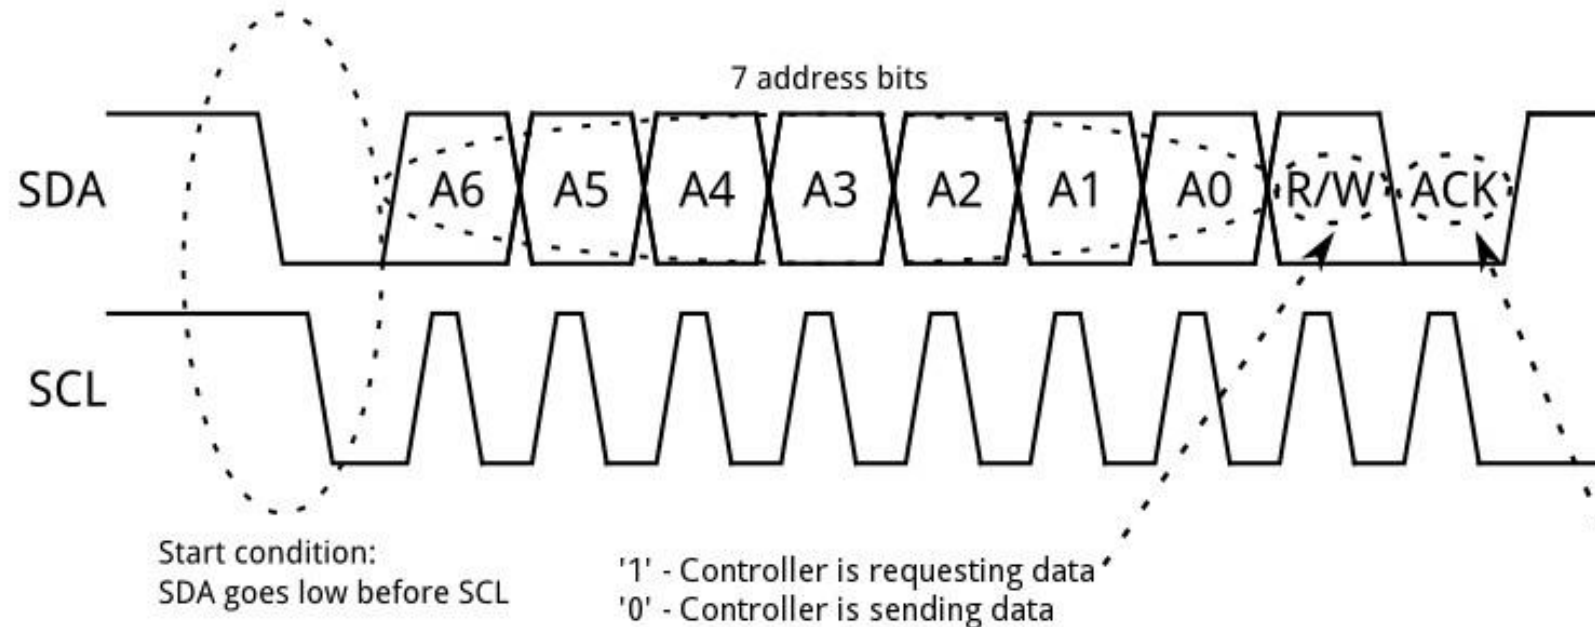 7 address bits
SDA A6 A5 A4 A3 A2 A1 A0 R/W ACK
SCL
Start condition:
SDA goes low before SCL
'1' - Controller is requesting data
'0' - Controller is sending data